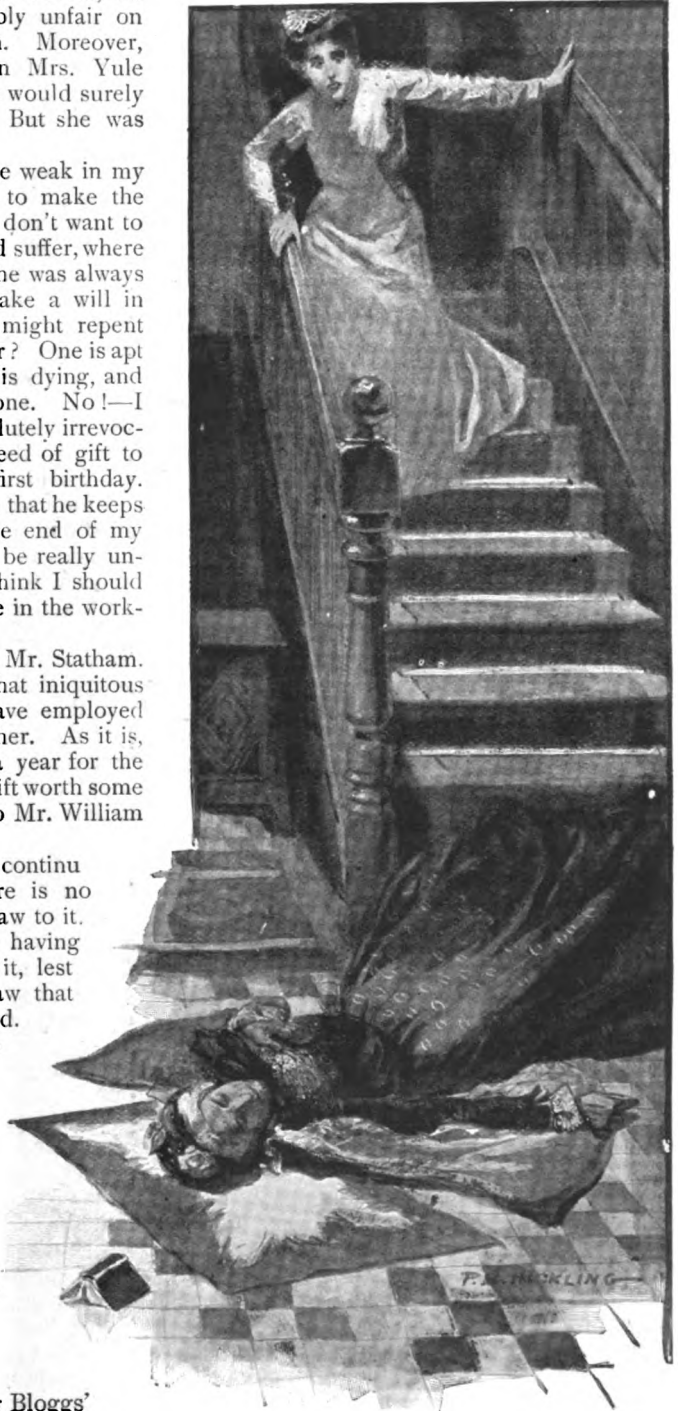 bly unfair on
. Moreover,
n Mrs. Yule
would surely
But she was
e weak in my
to make the
don't want to
d suffer, where
he was always
ake a will in
might repent
r? One is apt
is dying, and
one. No!—I
lutely irrevoc-
eed of gift to
irst birthday.
that he keeps
e end of my
be really un-
hink I should
e in the work-
Mr. Statham.
hat iniquitous
ave employed
her. As it is,
a year for the
ift worth some
o Mr. William
continu
re is no
aw to it.
having
it, lest
aw that
d.
P. H. HICKLING
Bloggs'